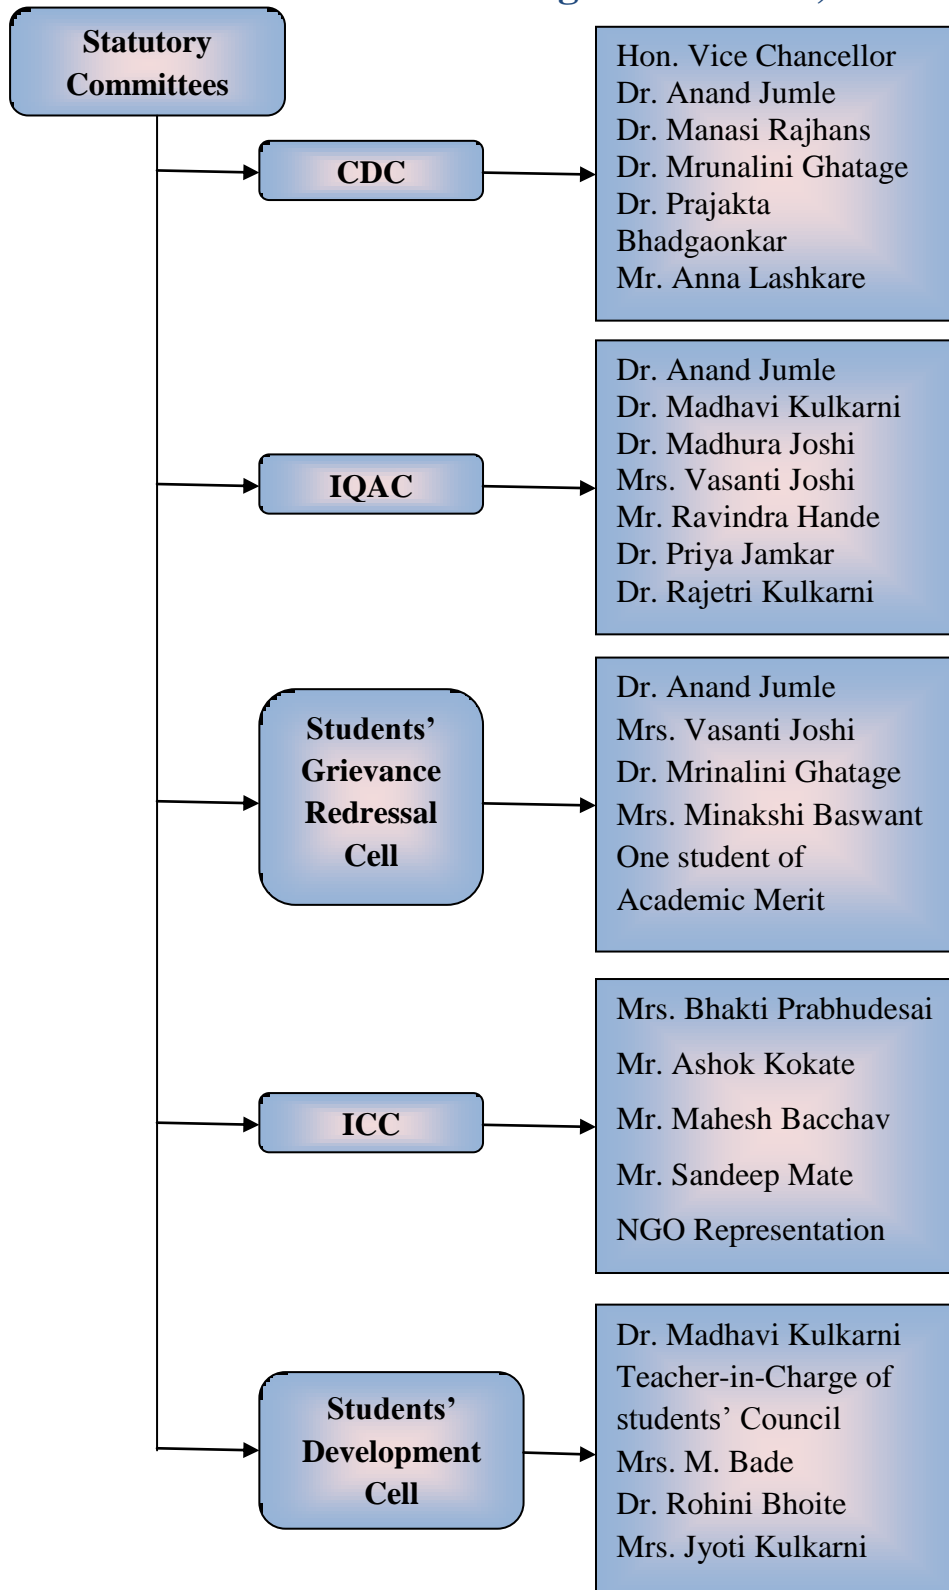 Statutory
Committees
CDC
Hon. Vice Chancellor
Dr. Anand Jumle
Dr. Manasi Rajhans
Dr. Mrunalini Ghatage
Dr. Prajakta
Bhadgaonkar
Mr. Anna Lashkare
IQAC
Dr. Anand Jumle
Dr. Madhavi Kulkarni
Dr. Madhura Joshi
Mrs. Vasanti Joshi
Mr. Ravindra Hande
Dr. Priya Jamkar
Dr. Rajetri Kulkarni
Students’
Grievance
Redressal
Cell
Dr. Anand Jumle
Mrs. Vasanti Joshi
Dr. Mrinalini Ghatage
Mrs. Minakshi Baswant
One student of
Academic Merit
ICC
Mrs. Bhakti Prabhudesai
Mr. Ashok Kokate
Mr. Mahesh Bacchav
Mr. Sandeep Mate
NGO Representation
Students’
Development
Cell
Dr. Madhavi Kulkarni
Teacher-in-Charge of
students’ Council
Mrs. M. Bade
Dr. Rohini Bhoite
Mrs. Jyoti Kulkarni